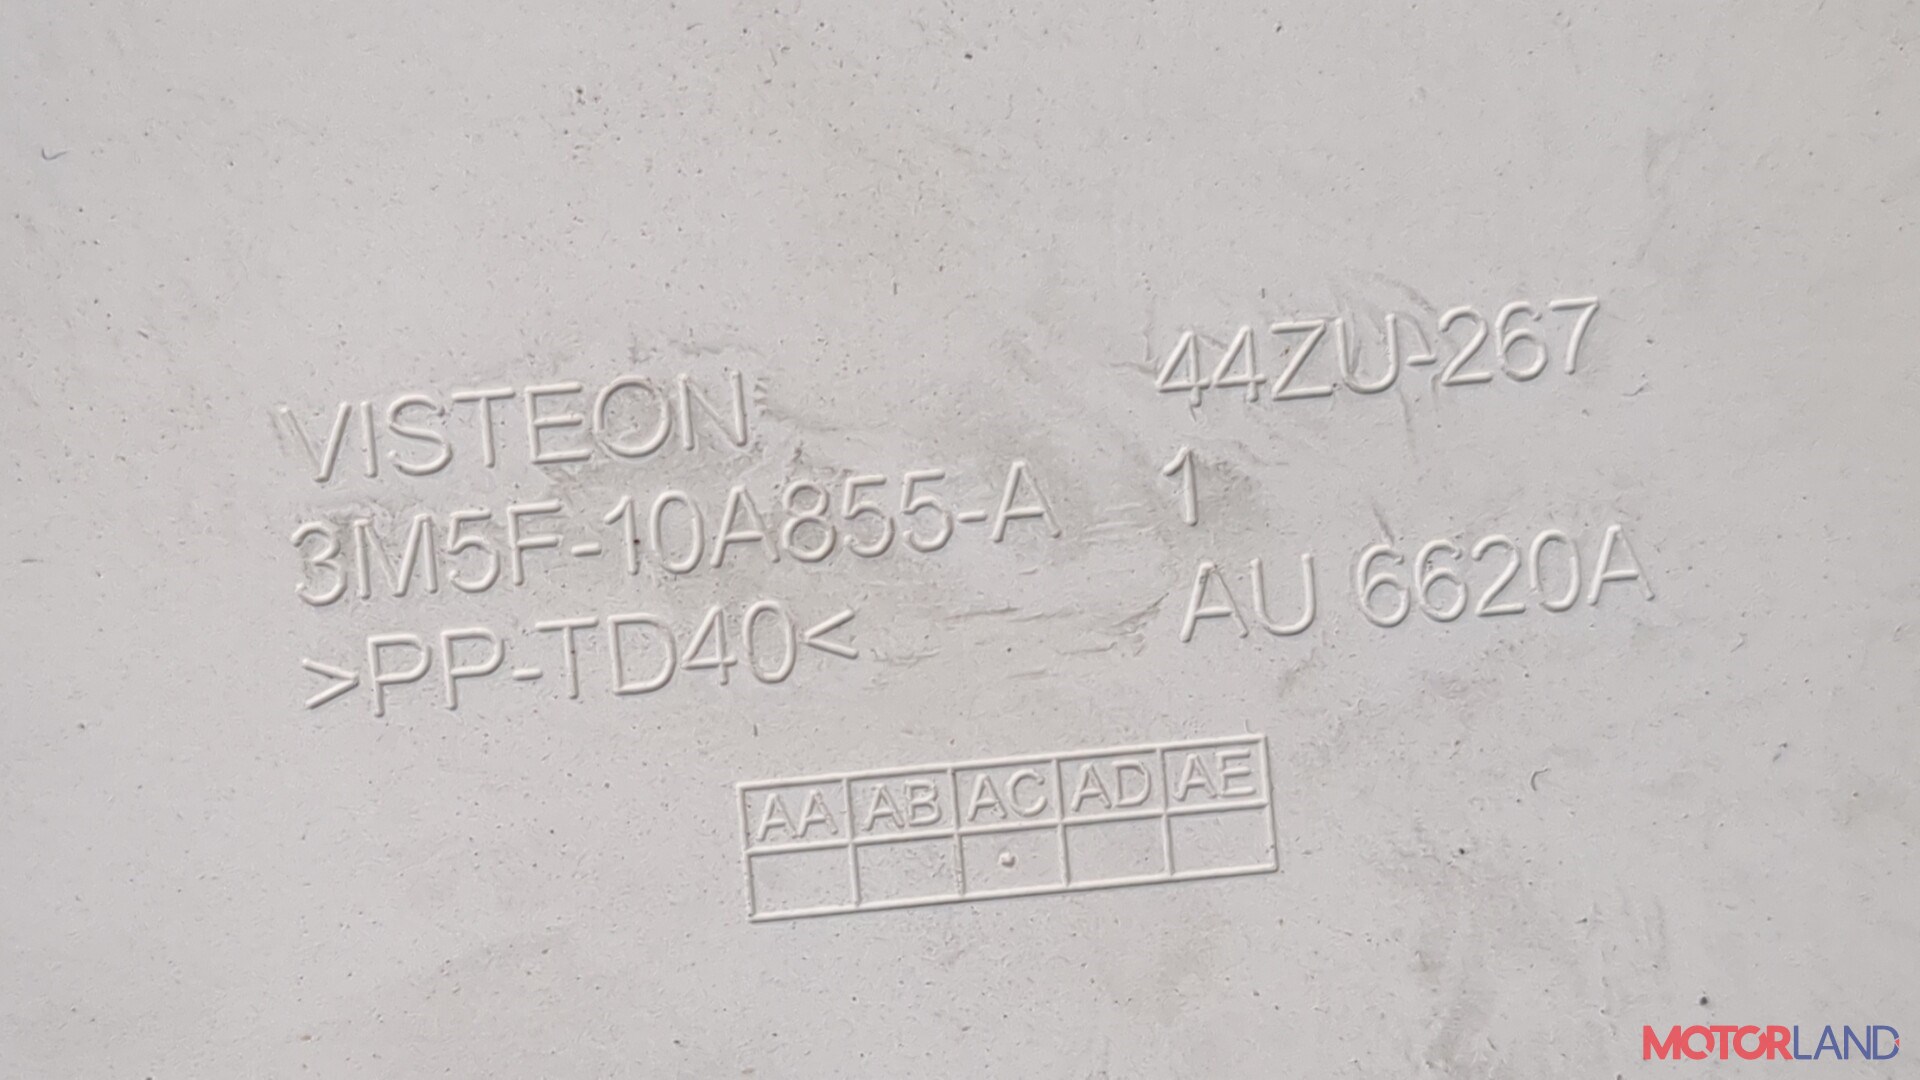 VISTEON
3M5F-10A855-A
>PP-TD40<
44ZU-267
1
AU 6620A
AA AB AC AD AE
MOTORLAND